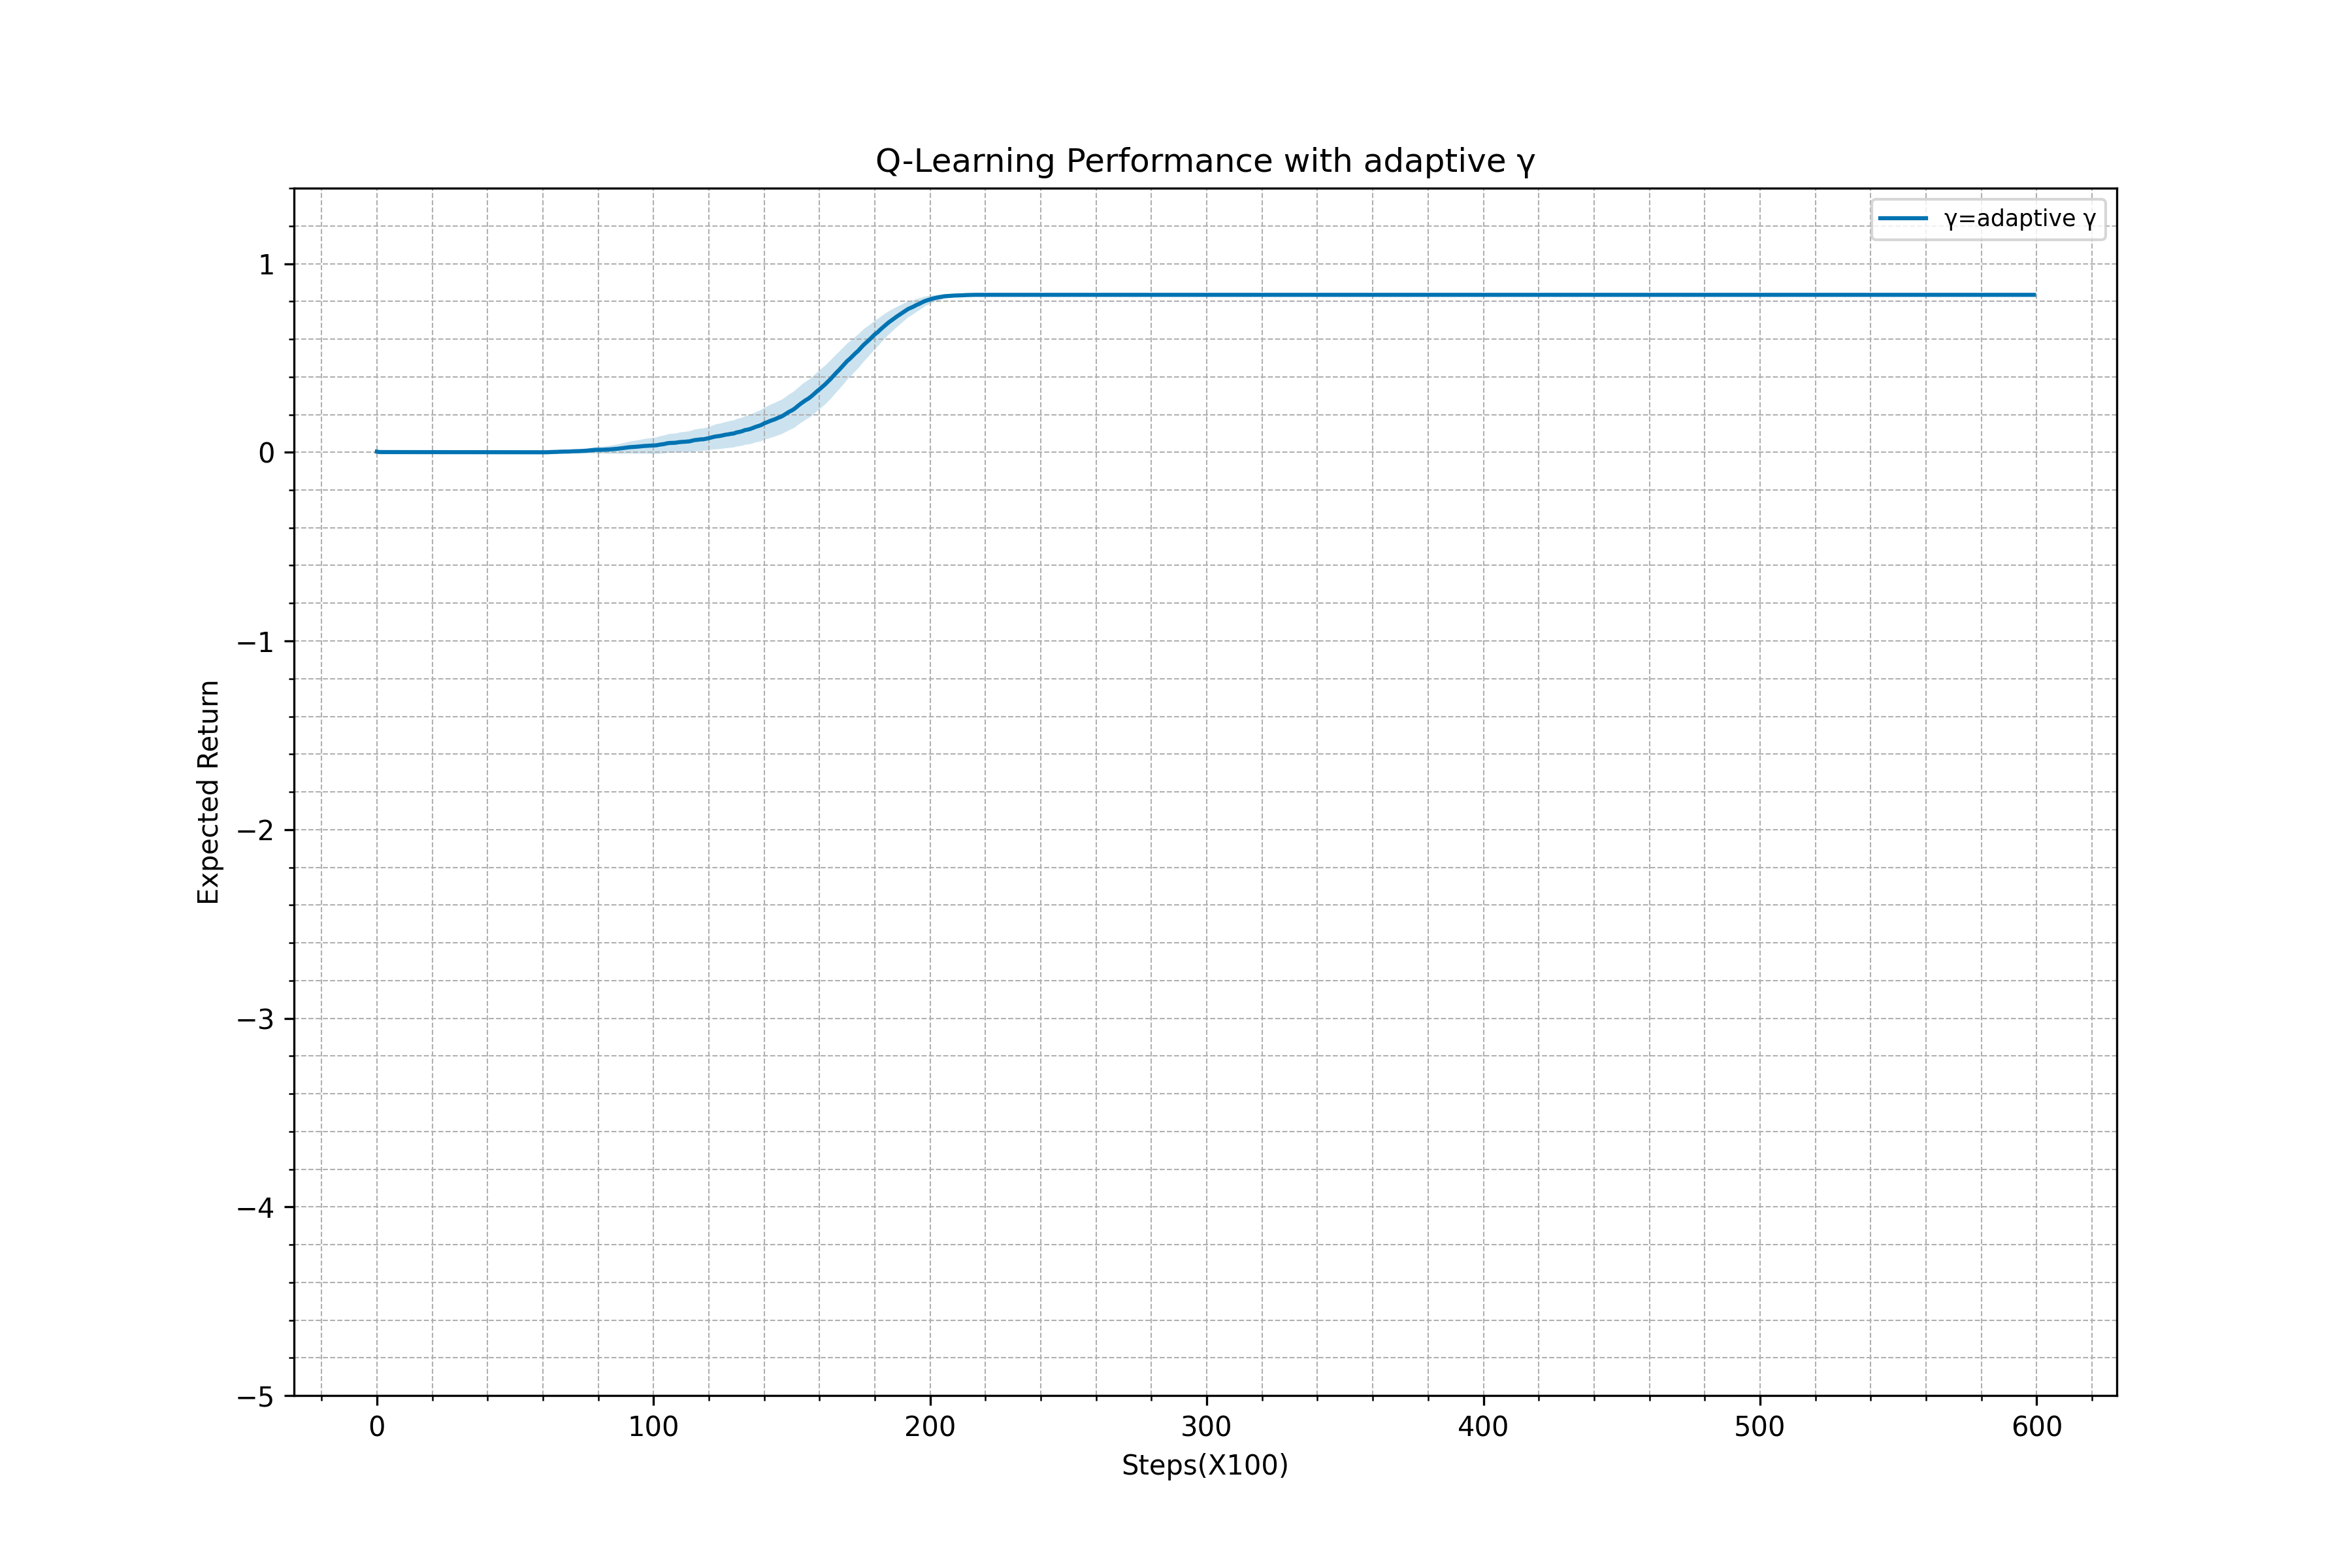 Q-Learning Performance with adaptive γ
γ=adaptive γ
1
0
−1
−2
−3
−4
−5
Expected Return
0 100 200 300 400 500 600
Steps(X100)